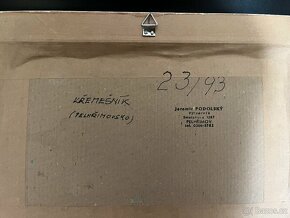 23/93
KŘEMEŠNÍK
(PELHŘIMOVSKO)
Jaromír PODOLSKÝ
PELHŘIMOV